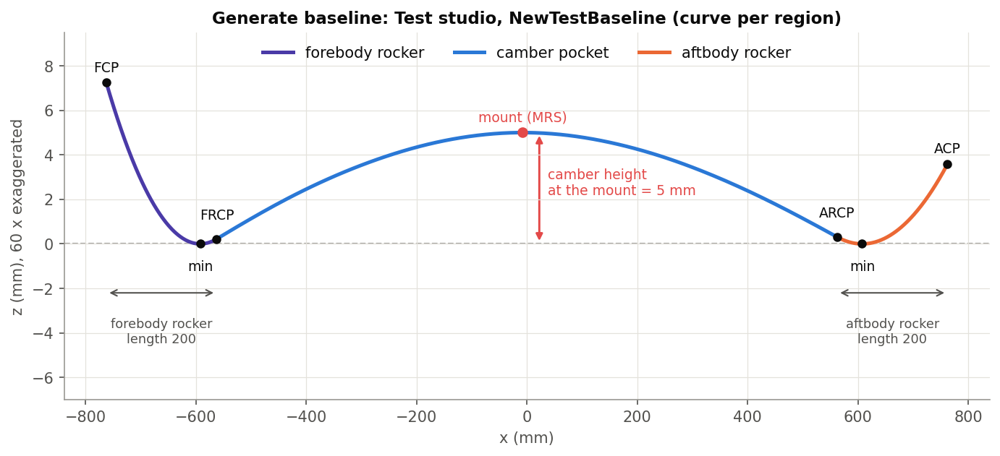 Generate baseline: Test studio, NewTestBaseline (curve per region)
forebody rocker
camber pocket
aftbody rocker
FCP
mount (MRS)
ACP
camber height
at the mount = 5 mm
FRCP
ARCP
min
min
forebody rocker
length 200
aftbody rocker
length 200
8
6
4
2
0
−2
−4
−6
z (mm), 60 x exaggerated
−800
−600
−400
−200
0
200
400
600
800
x (mm)